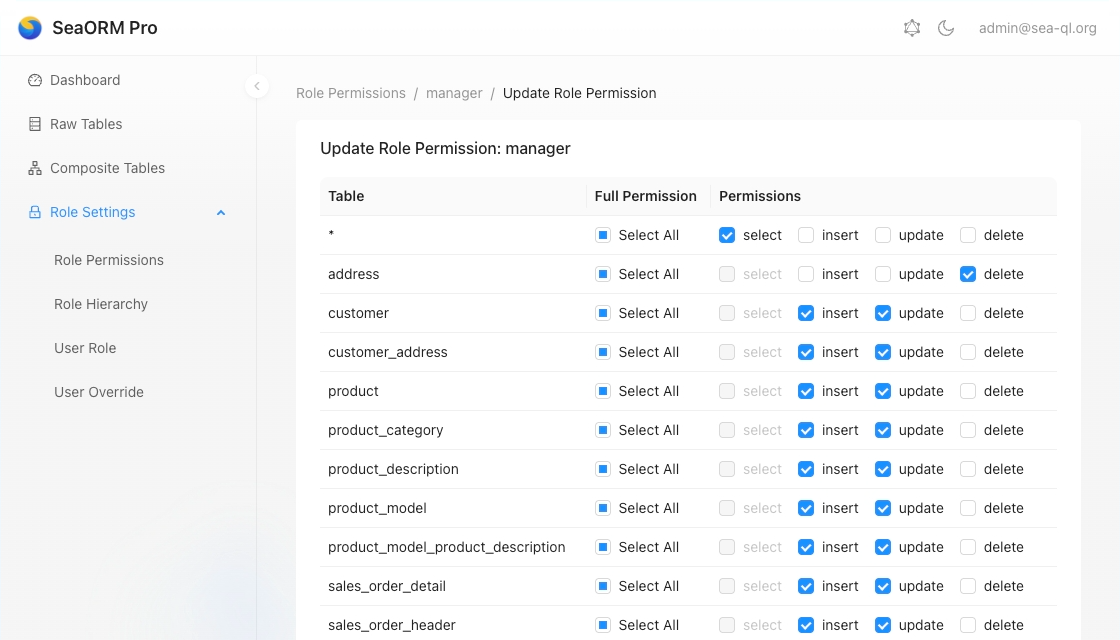 SeaORM Pro
admin@sea-ql.org
Dashboard
Raw Tables
Composite Tables
Role Settings
Role Permissions
Role Hierarchy
User Role
User Override
Role Permissions / manager / Update Role Permission
Update Role Permission: manager
Table Full Permission Permissions
* Select All select insert update delete
address Select All select insert update delete
customer Select All select insert update delete
customer_address Select All select insert update delete
product Select All select insert update delete
product_category Select All select insert update delete
product_description Select All select insert update delete
product_model Select All select insert update delete
product_model_product_description Select All select insert update delete
sales_order_detail Select All select insert update delete
sales_order_header Select All select insert update delete